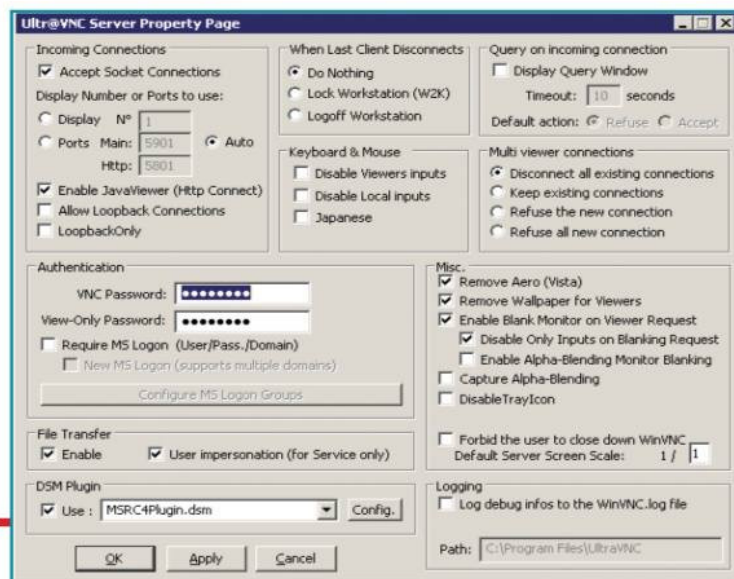 Ultr@VNC Server Property Page
Incoming Connections
Accept Socket Connections
Display Number or Ports to use:
Display N° 1
Ports Main: 5901 Auto
Http: 5801
Enable JavaViewer (Http Connect)
Allow Loopback Connections
LoopbackOnly
When Last Client Disconnects
Do Nothing
Lock Workstation (W2K)
Logoff Workstation
Keyboard & Mouse
Disable Viewers inputs
Disable Local inputs
Japanese
Query on incoming connection
Display Query Window
Timeout: 10 seconds
Default action: Refuse Accept
Multi viewer connections
Disconnect all existing connections
Keep existing connections
Refuse the new connection
Refuse all new connection
Authentication
VNC Password: ●●●●●●●●
View-Only Password: ●●●●●●●●
Require MS Logon (User/Pass./Domain)
New MS Logon (supports multiple domains)
Configure MS Logon Groups
Misc.
Remove Aero (Vista)
Remove Wallpaper for Viewers
Enable Blank Monitor on Viewer Request
Disable Only Inputs on Blanking Request
Enable Alpha-Blending Monitor Blanking
Capture Alpha-Blending
DisableTrayIcon
Forbid the user to close down WinVNC
Default Server Screen Scale: 1 / 1
File Transfer
Enable User impersonation (for Service only)
DSM Plugin
Use : MSRC4Plugin.dsm Config.
Logging
Log debug infos to the WinVNC.log file
Path: C:\Program Files\UltraVNC
OK Apply Cancel